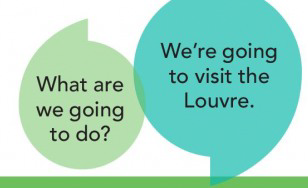 What are
we going
to do?
We're going
to visit the
Louvre.